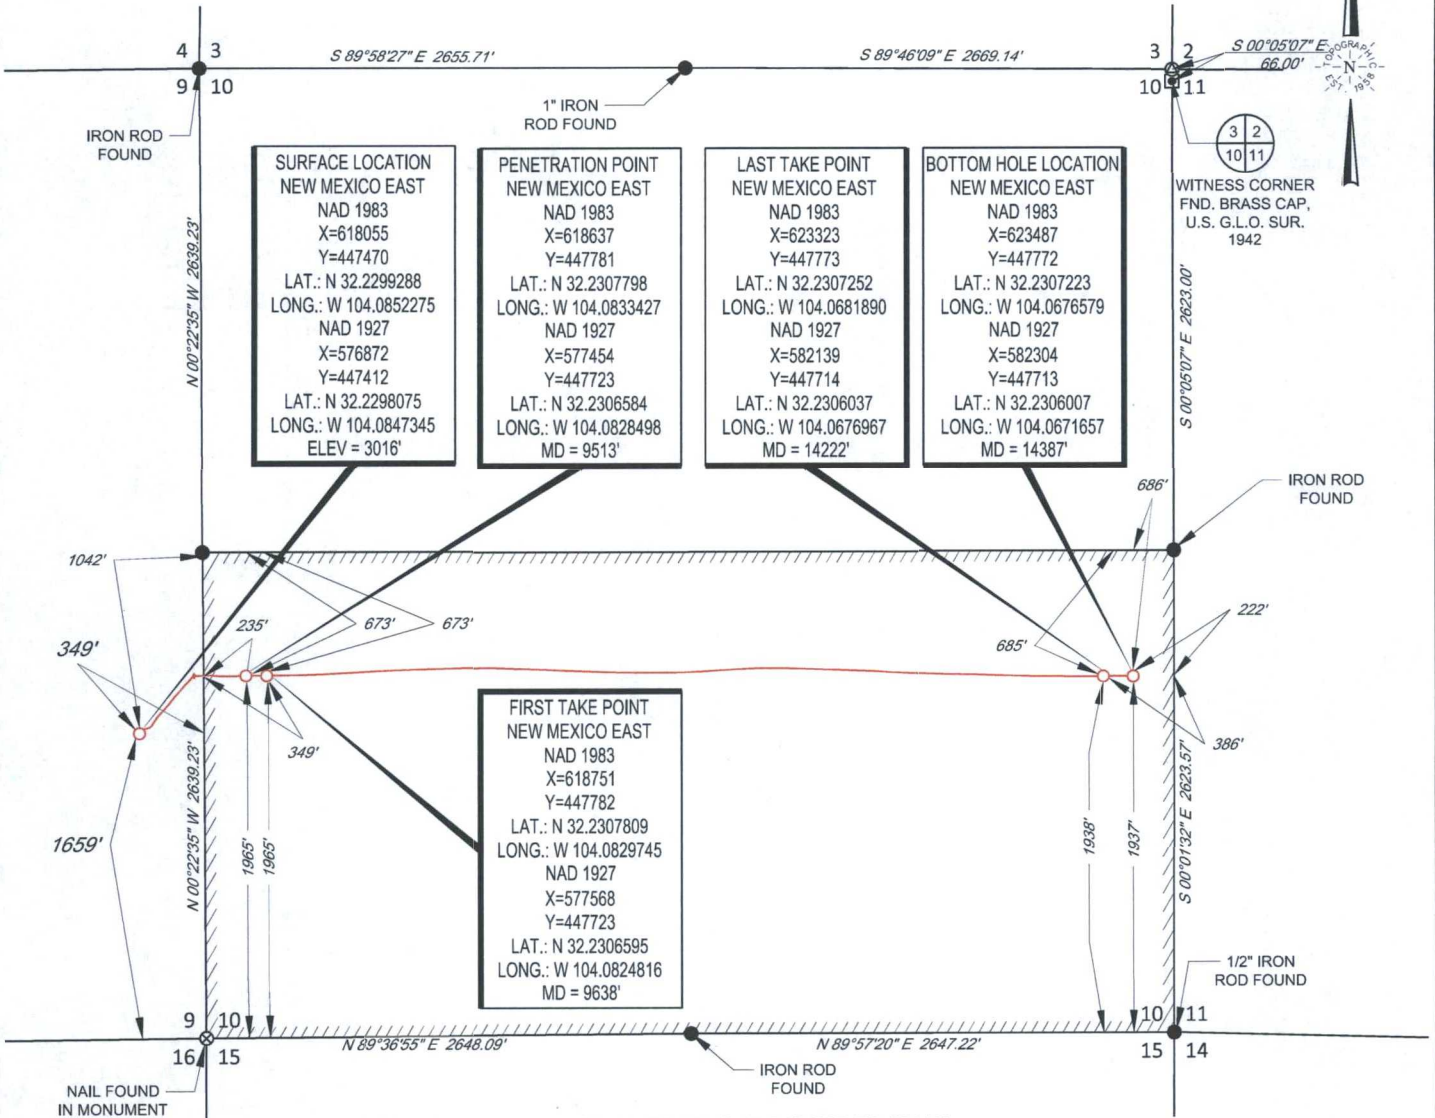 4 3
S 89°58'27" E 2655.71'
S 89°46'09" E 2669.14'
3 2
S 00°05'07" E
66.00'
TOPOGRAPHIC
N
EST. 1958
9 10
10 11
IRON ROD
FOUND
1" IRON
ROD FOUND
3 2
10 11
WITNESS CORNER
FND. BRASS CAP,
U.S. G.L.O. SUR.
1942
N 00°22'35" W 2639.23'
SURFACE LOCATION
NEW MEXICO EAST
NAD 1983
X=618055
Y=447470
LAT.: N 32.2299288
LONG.: W 104.0852275
NAD 1927
X=576872
Y=447412
LAT.: N 32.2298075
LONG.: W 104.0847345
ELEV = 3016'
PENETRATION POINT
NEW MEXICO EAST
NAD 1983
X=618637
Y=447781
LAT.: N 32.2307798
LONG.: W 104.0833427
NAD 1927
X=577454
Y=447723
LAT.: N 32.2306584
LONG.: W 104.0828498
MD = 9513'
LAST TAKE POINT
NEW MEXICO EAST
NAD 1983
X=623323
Y=447773
LAT.: N 32.2307252
LONG.: W 104.0681890
NAD 1927
X=582139
Y=447714
LAT.: N 32.2306037
LONG.: W 104.0676967
MD = 14222'
BOTTOM HOLE LOCATION
NEW MEXICO EAST
NAD 1983
X=623487
Y=447772
LAT.: N 32.2307223
LONG.: W 104.0676579
NAD 1927
X=582304
Y=447713
LAT.: N 32.2306007
LONG.: W 104.0671657
MD = 14387'
S 00°05'07" E 2623.00'
686'
IRON ROD
FOUND
1042'
349'
235'
673'
673'
685'
222'
349'
386'
FIRST TAKE POINT
NEW MEXICO EAST
NAD 1983
X=618751
Y=447782
LAT.: N 32.2307809
LONG.: W 104.0829745
NAD 1927
X=577568
Y=447723
LAT.: N 32.2306595
LONG.: W 104.0824816
MD = 9638'
N 00°22'35" W 2639.23'
1659'
1965'
1965'
1938'
1937'
S 00°01'32" E 2623.57'
1/2" IRON
ROD FOUND
9 10
10 11
16 15
N 89°36'55" E 2648.09'
N 89°57'20" E 2647.22'
15 14
NAIL FOUND
IN MONUMENT
IRON ROD
FOUND